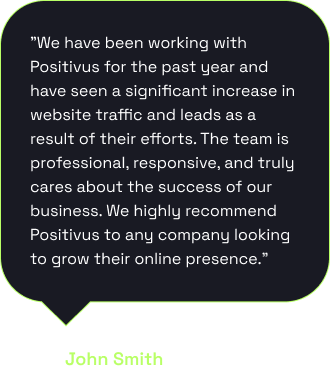 "We have been working with
Positivus for the past year and
have seen a significant increase in
website traffic and leads as a
result of their efforts. The team is
professional, responsive, and truly
cares about the success of our
business. We highly recommend
Positivus to any company looking
to grow their online presence."
John Smith